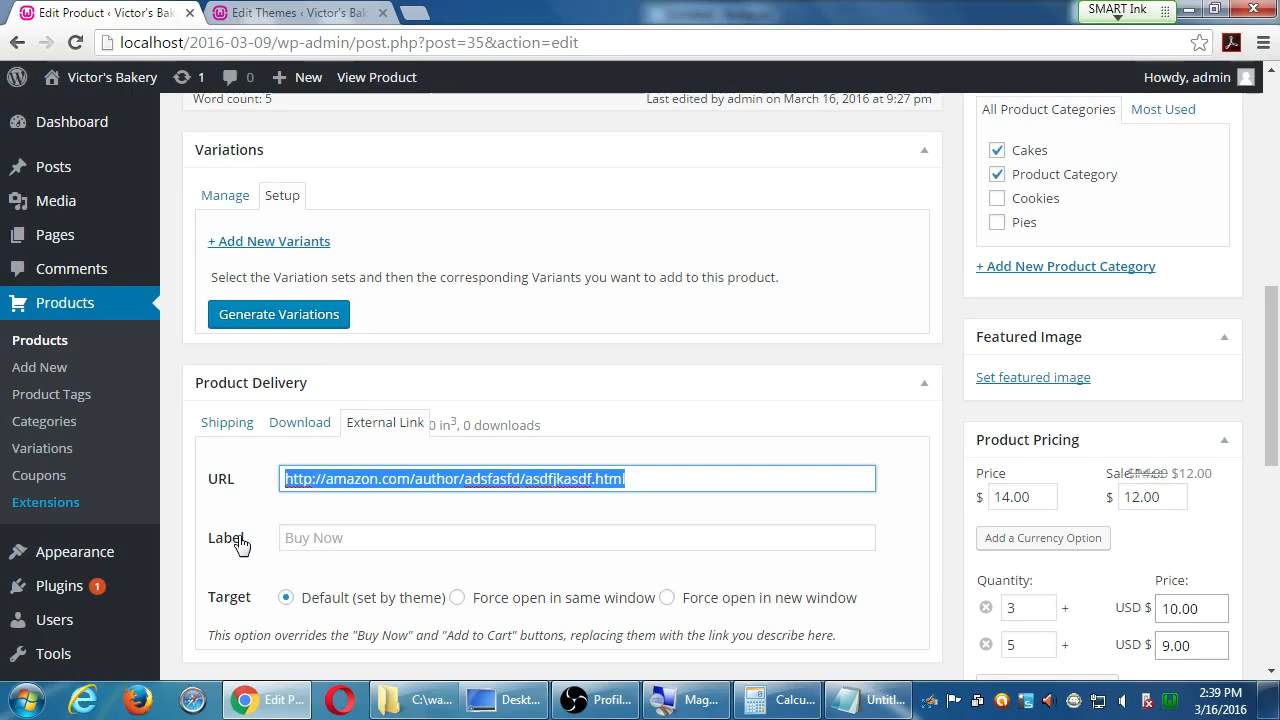 Edit Product ‹ Victor's Bak
Edit Themes ‹ Victor's Bak
SMART Ink
localhost/2016-03-09/wp-admin/post.php?post=35&action=edit
Victor's Bakery
1
0
New
View Product
Howdy, admin
Dashboard
Posts
Media
Pages
Comments
Products
Products
Add New
Product Tags
Categories
Variations
Coupons
Extensions
Appearance
Plugins 1
Users
Tools
Word count: 5
Last edited by admin on March 16, 2016 at 9:27 pm
Variations
Manage
Setup
+ Add New Variants
Select the Variation sets and then the corresponding Variants you want to add to this product.
Generate Variations
Product Delivery
Shipping
Download
External Link
0 in³, 0 downloads
URL
http://amazon.com/author/adsfasfd/asdfjkasdf.html
Label
Buy Now
Target
Default (set by theme)
Force open in same window
Force open in new window
This option overrides the "Buy Now" and "Add to Cart" buttons, replacing them with the link you describe here.
All Product Categories
Most Used
Cakes
Product Category
Cookies
Pies
+ Add New Product Category
Featured Image
Set featured image
Product Pricing
Price
Sale
$14.00 $12.00
$ 14.00
$ 12.00
Add a Currency Option
Quantity:
Price:
3 + USD $ 10.00
5 + USD $ 9.00
Edit P...
C:\wa...
Deskt...
Profil...
Mag...
Calcu...
Untitl...
2:39 PM
3/16/2016